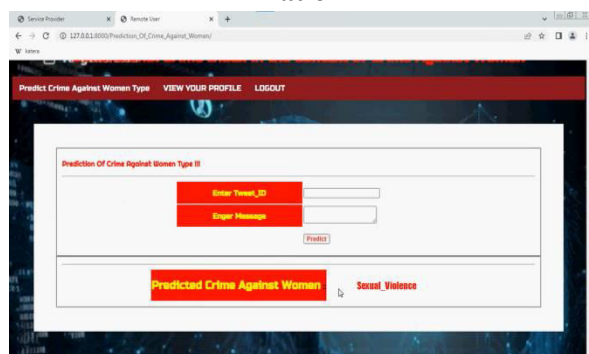 Service Provider Remote User
127.0.0.1:8000/Prediction_Of_Crime_Against_Women/
Predict Crime Against Women Type VIEW YOUR PROFILE LOGOUT
Prediction Of Crime Against Women Type !!!
Enter Tweet_ID
Enger Message
Predict
Predicted Crime Against Women :: Sexual_Violence